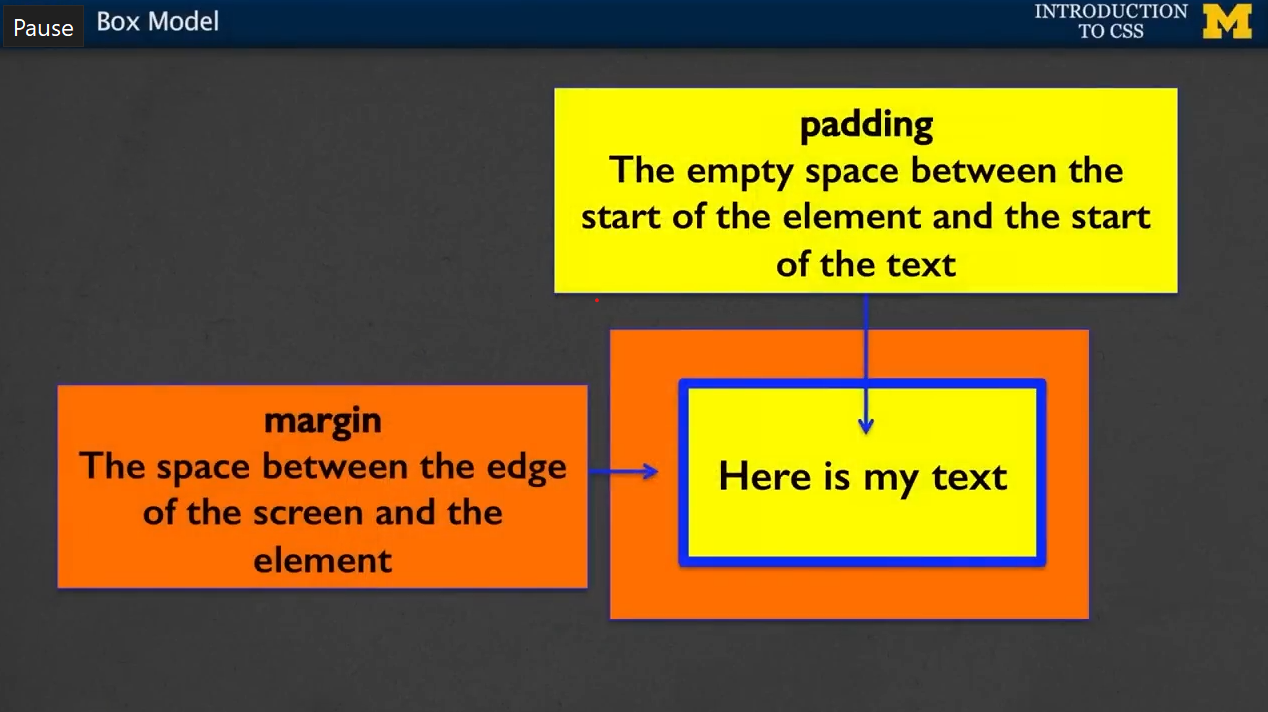 Pause
Box Model
INTRODUCTION
TO CSS
M
padding
The empty space between the
start of the element and the start
of the text
margin
The space between the edge
of the screen and the
element
Here is my text